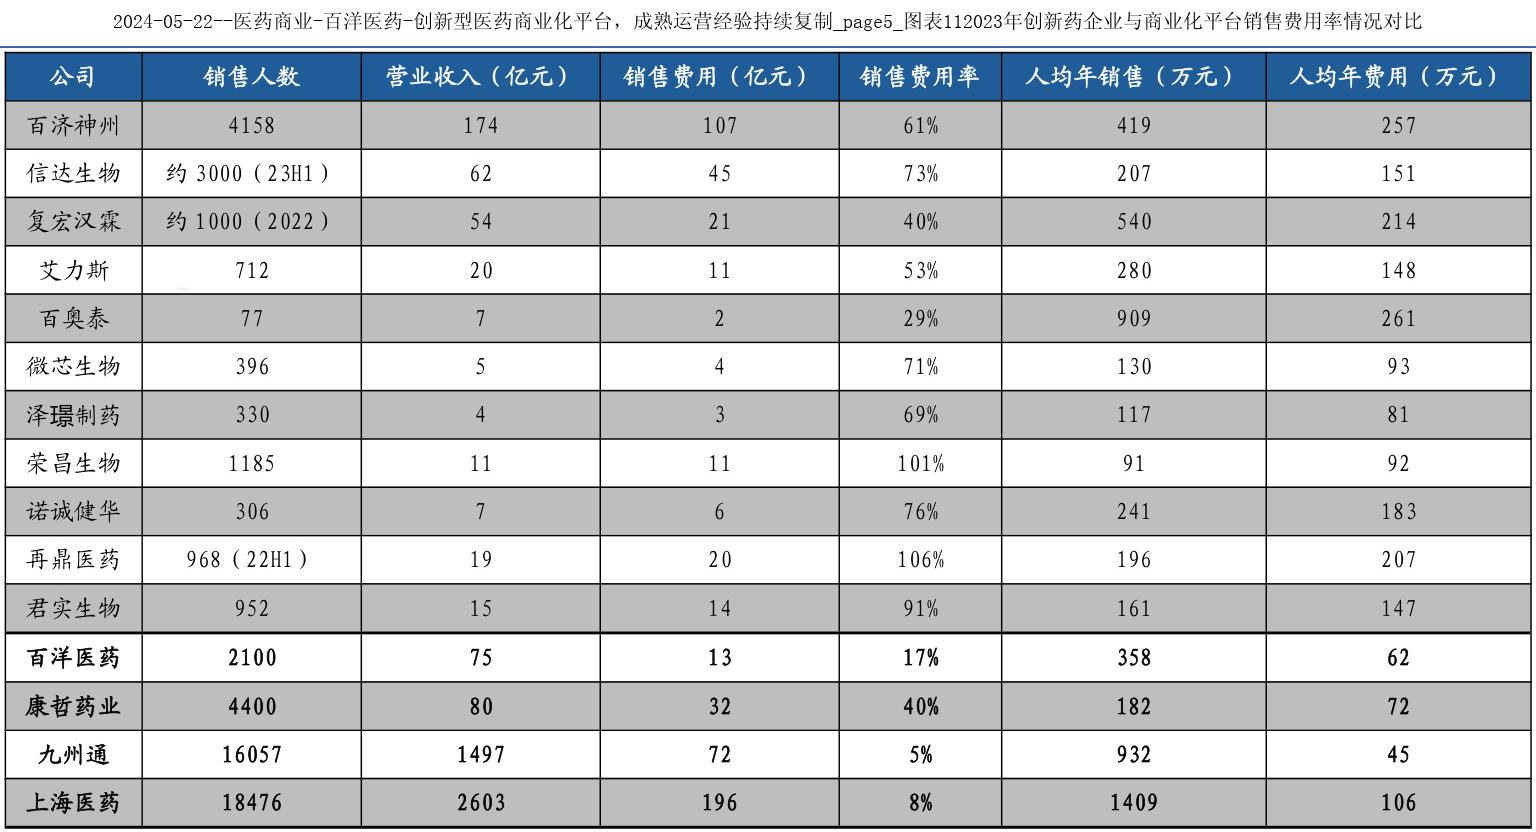 2024-05-22--医药商业-百洋医药-创新型医药商业化平台，成熟运营经验持续复制_page5_图表112023年创新药企业与商业化平台销售费用率情况对比
公司 销售人数 营业收入（亿元） 销售费用（亿元） 销售费用率 人均年销售（万元） 人均年费用（万元）
百济神州 4158 174 107 61% 419 257
信达生物 约 3000（23H1） 62 45 73% 207 151
复宏汉霖 约 1000（2022） 54 21 40% 540 214
艾力斯 712 20 11 53% 280 148
百奥泰 77 7 2 29% 909 261
微芯生物 396 5 4 71% 130 93
泽璟制药 330 4 3 69% 117 81
荣昌生物 1185 11 11 101% 91 92
诺诚健华 306 7 6 76% 241 183
再鼎医药 968（22H1） 19 20 106% 196 207
君实生物 952 15 14 91% 161 147
百洋医药 2100 75 13 17% 358 62
康哲药业 4400 80 32 40% 182 72
九州通 16057 1497 72 5% 932 45
上海医药 18476 2603 196 8% 1409 106